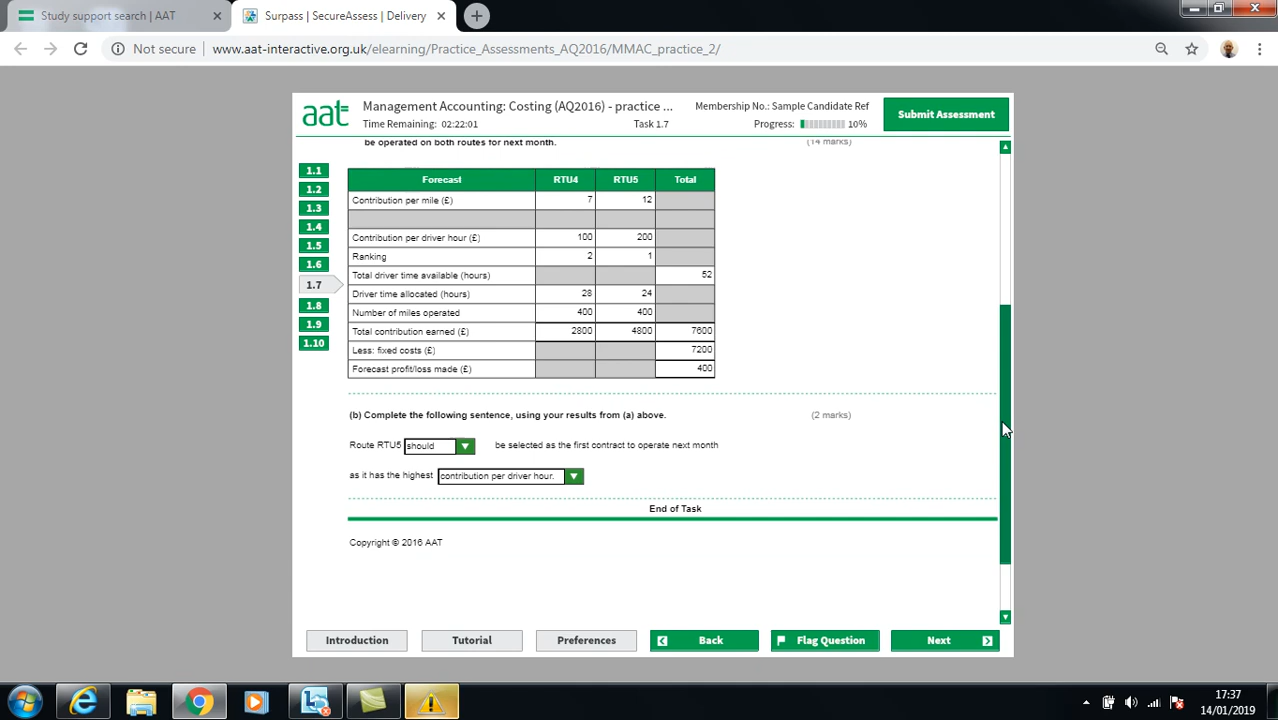 Study support search | AAT
Surpass | SecureAssess | Delivery
Not secure
www.aat-interactive.org.uk/elearning/Practice_Assessments_AQ2016/MMAC_practice_2/
aat
Management Accounting: Costing (AQ2016) - practice ...
Membership No.: Sample Candidate Ref
Submit Assessment
Time Remaining: 02:22:01
Task 1.7
Progress:
10%
be operated on both routes for next month.
(14 marks)
1.1
1.2
1.3
1.4
1.5
1.6
1.7
1.8
1.9
1.10
Forecast RTU4 RTU5 Total
Contribution per mile (£) 7 12
Contribution per driver hour (£) 100 200
Ranking 2 1
Total driver time available (hours) 52
Driver time allocated (hours) 28 24
Number of miles operated 400 400
Total contribution earned (£) 2800 4800 7600
Less: fixed costs (£) 7200
Forecast profit/loss made (£) 400
(b) Complete the following sentence, using your results from (a) above. (2 marks)
Route RTU5 should be selected as the first contract to operate next month
as it has the highest contribution per driver hour.
End of Task
Copyright © 2016 AAT
Introduction
Tutorial
Preferences
Back
Flag Question
Next
17:37
14/01/2019